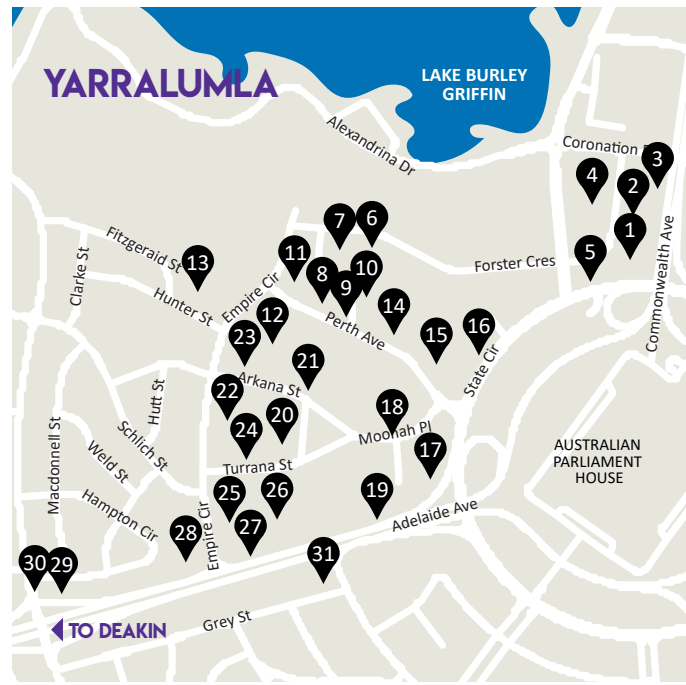 YARRALUMLA
LAKE BURLEY
GRIFFIN
Alexandrina Dr
Coronation
3
4
2
1
5
7
6
Forster Cres
Commonwealth Ave
Fitzgeraid St
13
11
8
10
9
Clarke St
Hunter St
Empire Cir
12
14
Perth Ave
15
16
23
State Cir
21
22
Arkana St
Hutt St
20
18
24
Moonah Pl
Macdonnell St
Schlich St
Weld St
Turrana St
17
AUSTRALIAN
PARLIAMENT
HOUSE
25
26
19
Hampton Cir
Empire Cir
27
28
Adelaide Ave
30
29
31
TO DEAKIN
Grey St